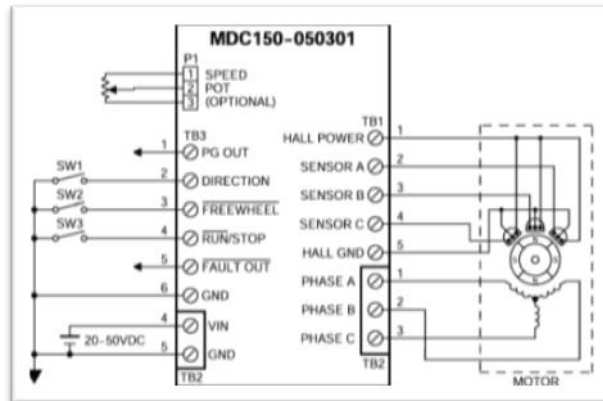 MDC150-050301
P1
1 SPEED
2 POT
3 (OPTIONAL)
TB3
1 PG OUT
SW1
2 DIRECTION
SW2
3 FREEWHEEL
SW3
4 RUN/STOP
5 FAULT OUT
6 GND
4 VIN
20-50VDC
5 GND
TB2
TB1
HALL POWER 1
SENSOR A 2
SENSOR B 3
SENSOR C 4
HALL GND 5
PHASE A 1
PHASE B 2
PHASE C 3
TB2
MOTOR